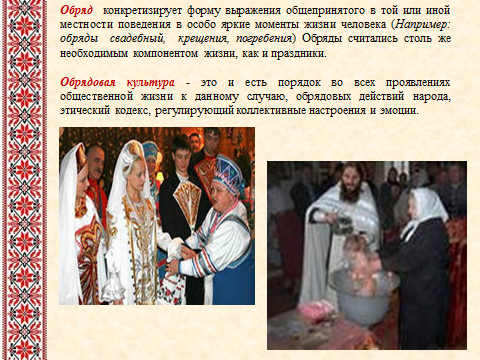 Обряд конкретизирует форму выражения общепринятого в той или иной
местности поведения в особо яркие моменты жизни человека (Например:
обряды свадебный, крещения, погребения) Обряды считались столь же
необходимым компонентом жизни, как и праздники.
Обрядовая культура - это и есть порядок во всех проявлениях
общественной жизни к данному случаю, обрядовых действий народа,
этический кодекс, регулирующий коллективные настроения и эмоции.